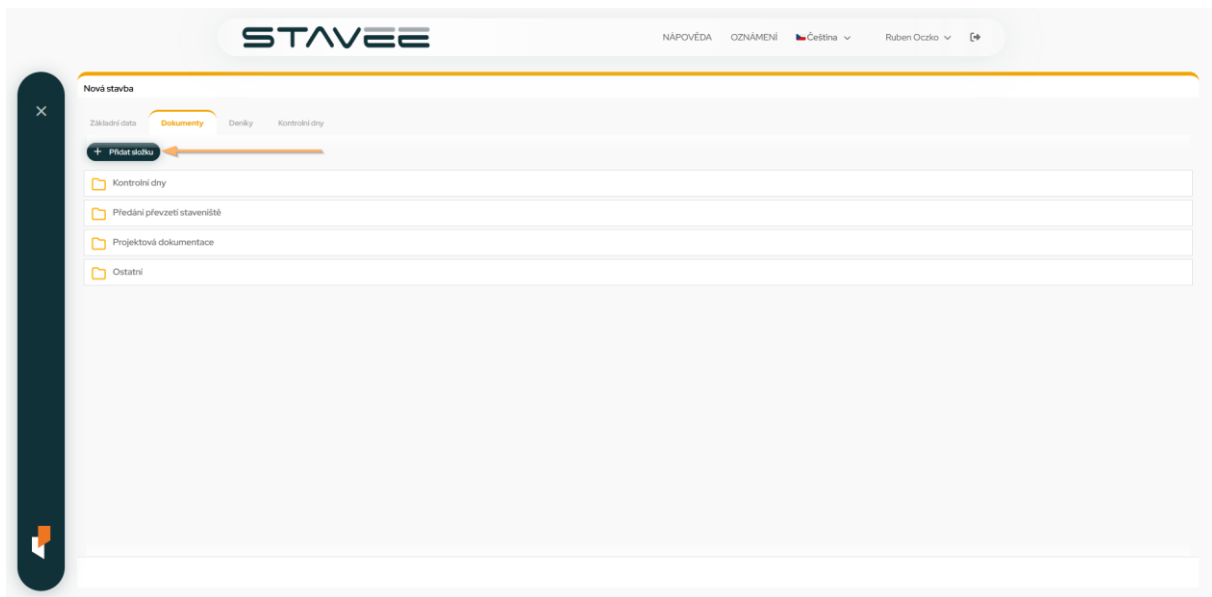 STAVEE
NÁPOVĚDA OZNÁMENÍ Čeština Ruben Oczko
Nová stavba
Základní data Dokumenty Deníky Kontrolní dny
+ Přidat složku
Kontrolní dny
Předání převzetí staveniště
Projektová dokumentace
Ostatní